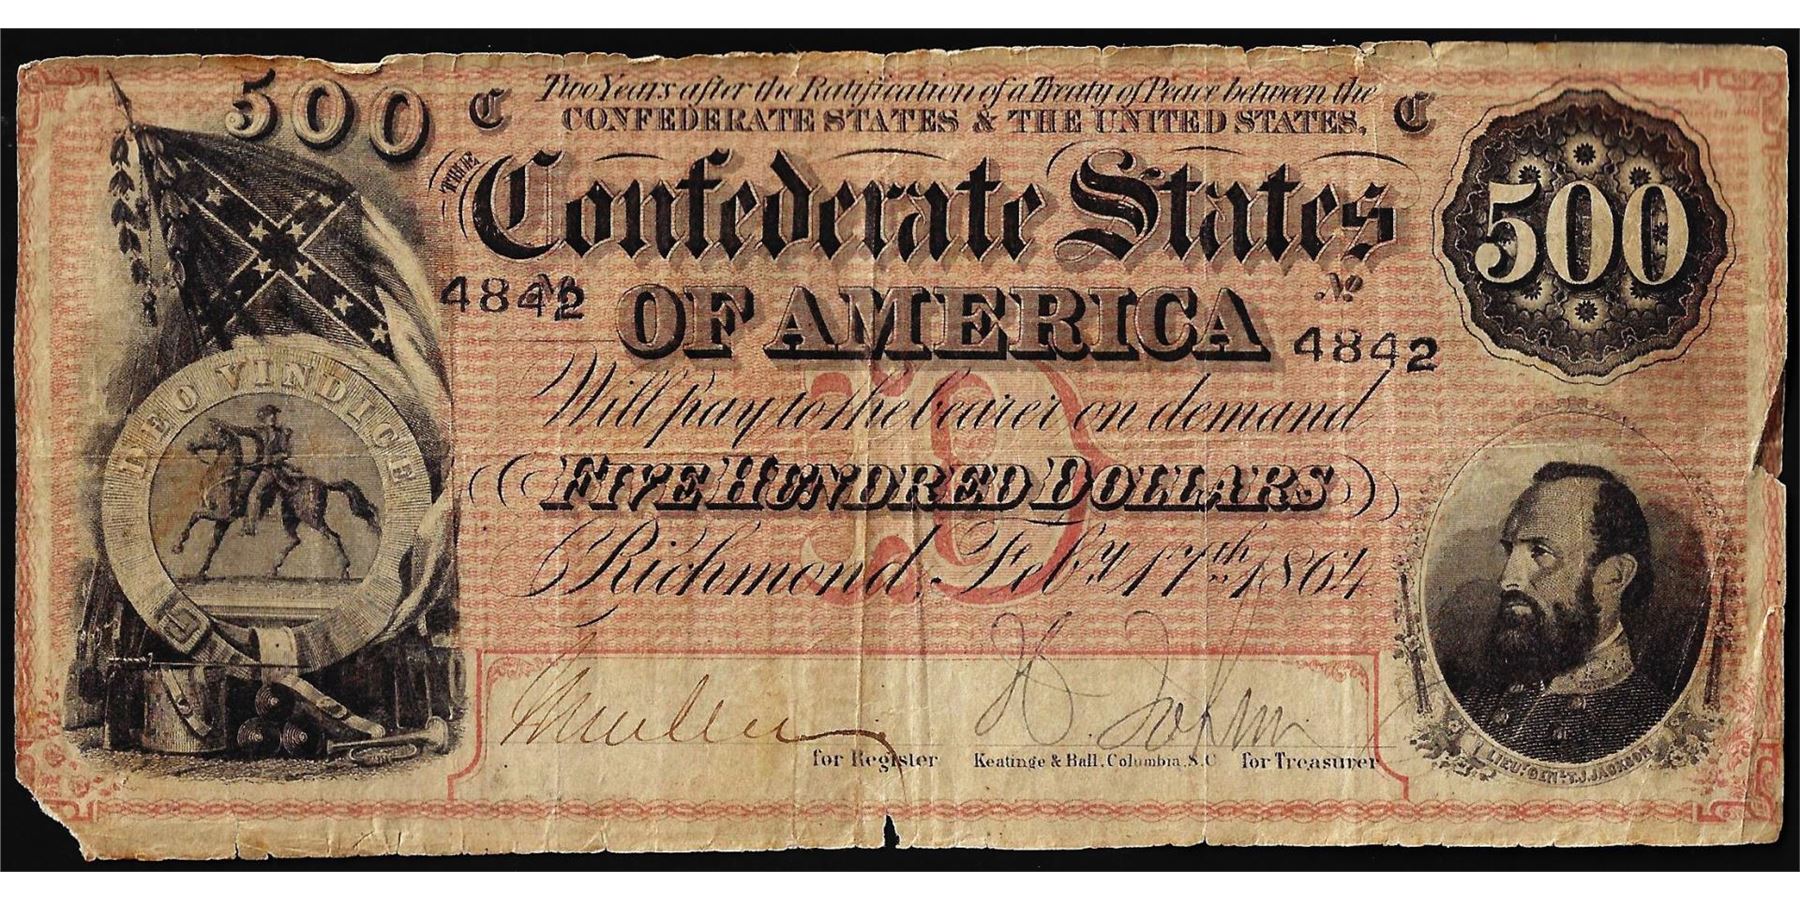 500
C
Two Years after the Ratification of a Treaty of Peace between the
CONFEDERATE STATES & THE UNITED STATES,
C
500
THE
Confederate States
OF AMERICA
No
4842
No
4842
Will pay to the bearer on demand
FIVE HUNDRED DOLLARS
Richmond, Feby. 17th. 1864
DEO VINDICE
for Register
Keatinge & Ball, Columbia, S.C.
for Treasurer
LIEUT. GENL. T.J. JACKSON